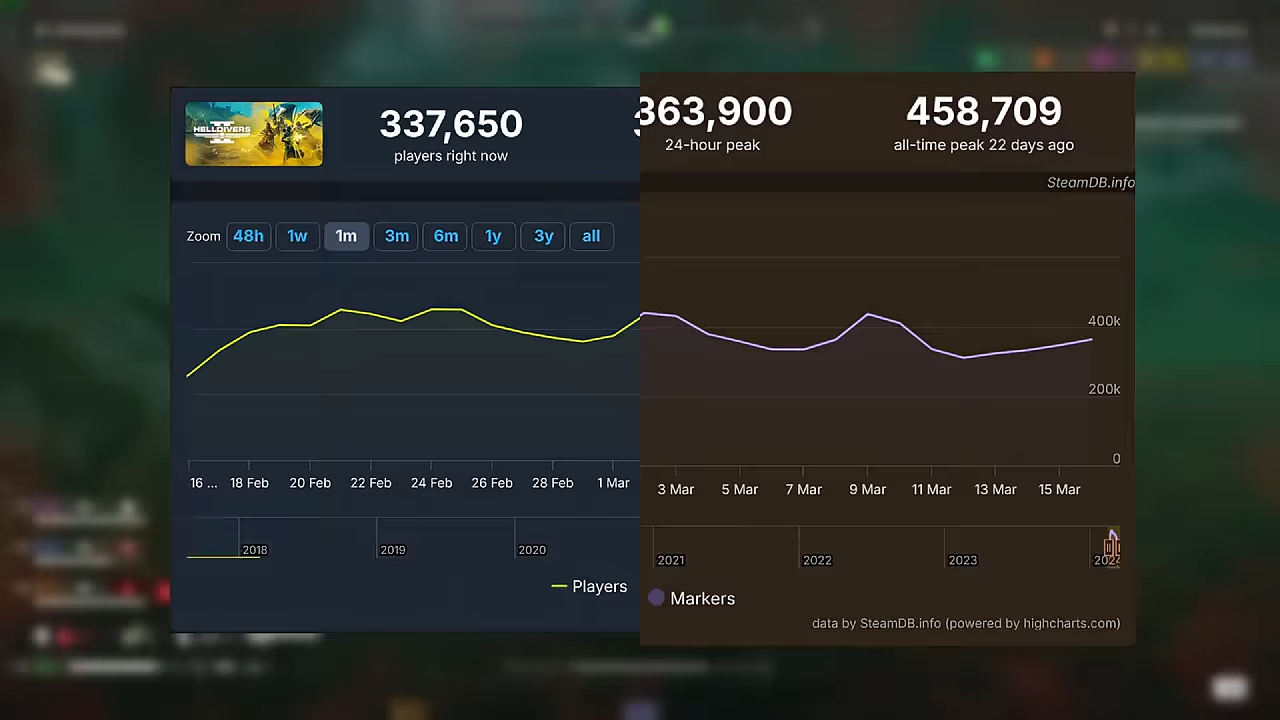 HELLDIVERS
II
337,650
players right now
363,900
24-hour peak
458,709
all-time peak 22 days ago
SteamDB.info
Zoom 48h 1w 1m 3m 6m 1y 3y all
400k
200k
0
16 ... 18 Feb 20 Feb 22 Feb 24 Feb 26 Feb 28 Feb 1 Mar 3 Mar 5 Mar 7 Mar 9 Mar 11 Mar 13 Mar 15 Mar
2018 2019 2020 2021 2022 2023 2024
Players
Markers
data by SteamDB.info (powered by highcharts.com)